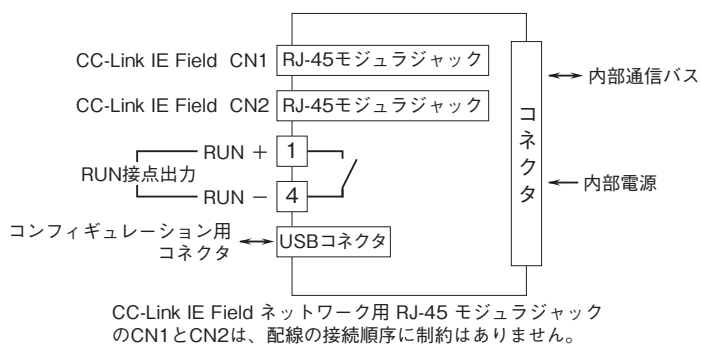 CC-Link IE Field CN1 RJ-45モジュラジャック
CC-Link IE Field CN2 RJ-45モジュラジャック
RUN接点出力
RUN + 1
RUN − 4
コンフィギュレーション用
コネクタ
USBコネクタ
コネクタ
内部通信バス
内部電源
CC-Link IE Field ネットワーク用 RJ-45 モジュラジャック
のCN1とCN2は、配線の接続順序に制約はありません。